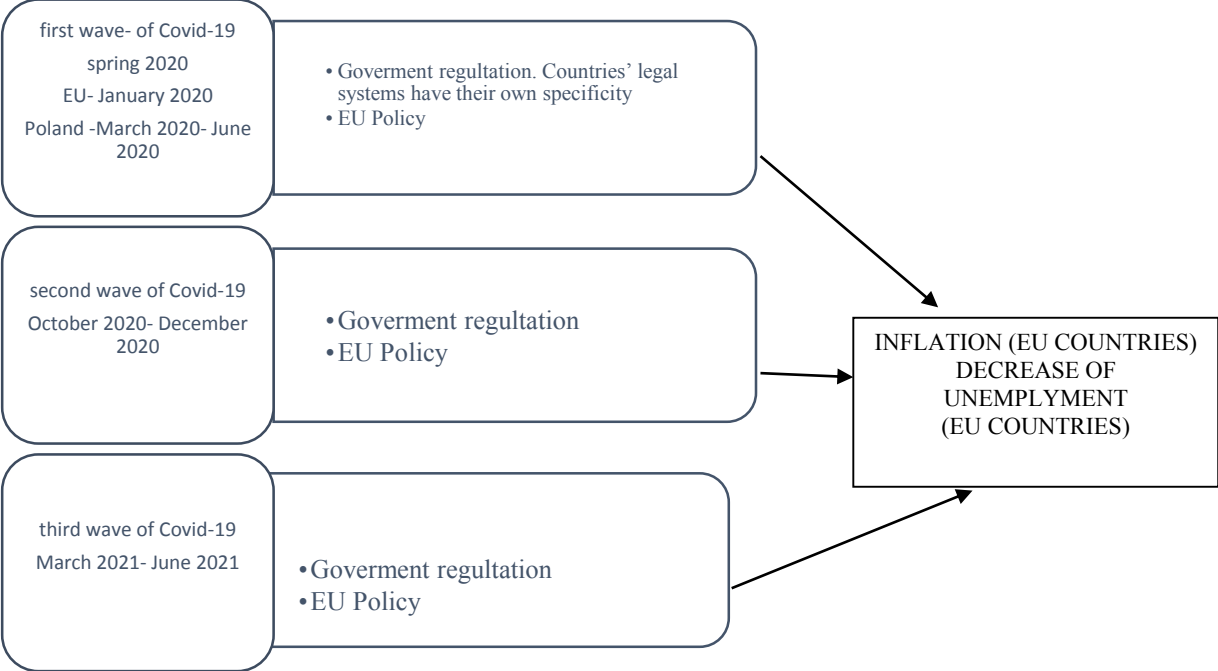 first wave- of Covid-19
spring 2020
EU- January 2020
Poland -March 2020- June
2020
• Goverment regultation. Countries’ legal
systems have their own specificity
• EU Policy
second wave of Covid-19
October 2020- December
2020
•Goverment regultation
•EU Policy
third wave of Covid-19
March 2021- June 2021
•Goverment regultation
•EU Policy
INFLATION (EU COUNTRIES)
DECREASE OF
UNEMPLYMENT
(EU COUNTRIES)